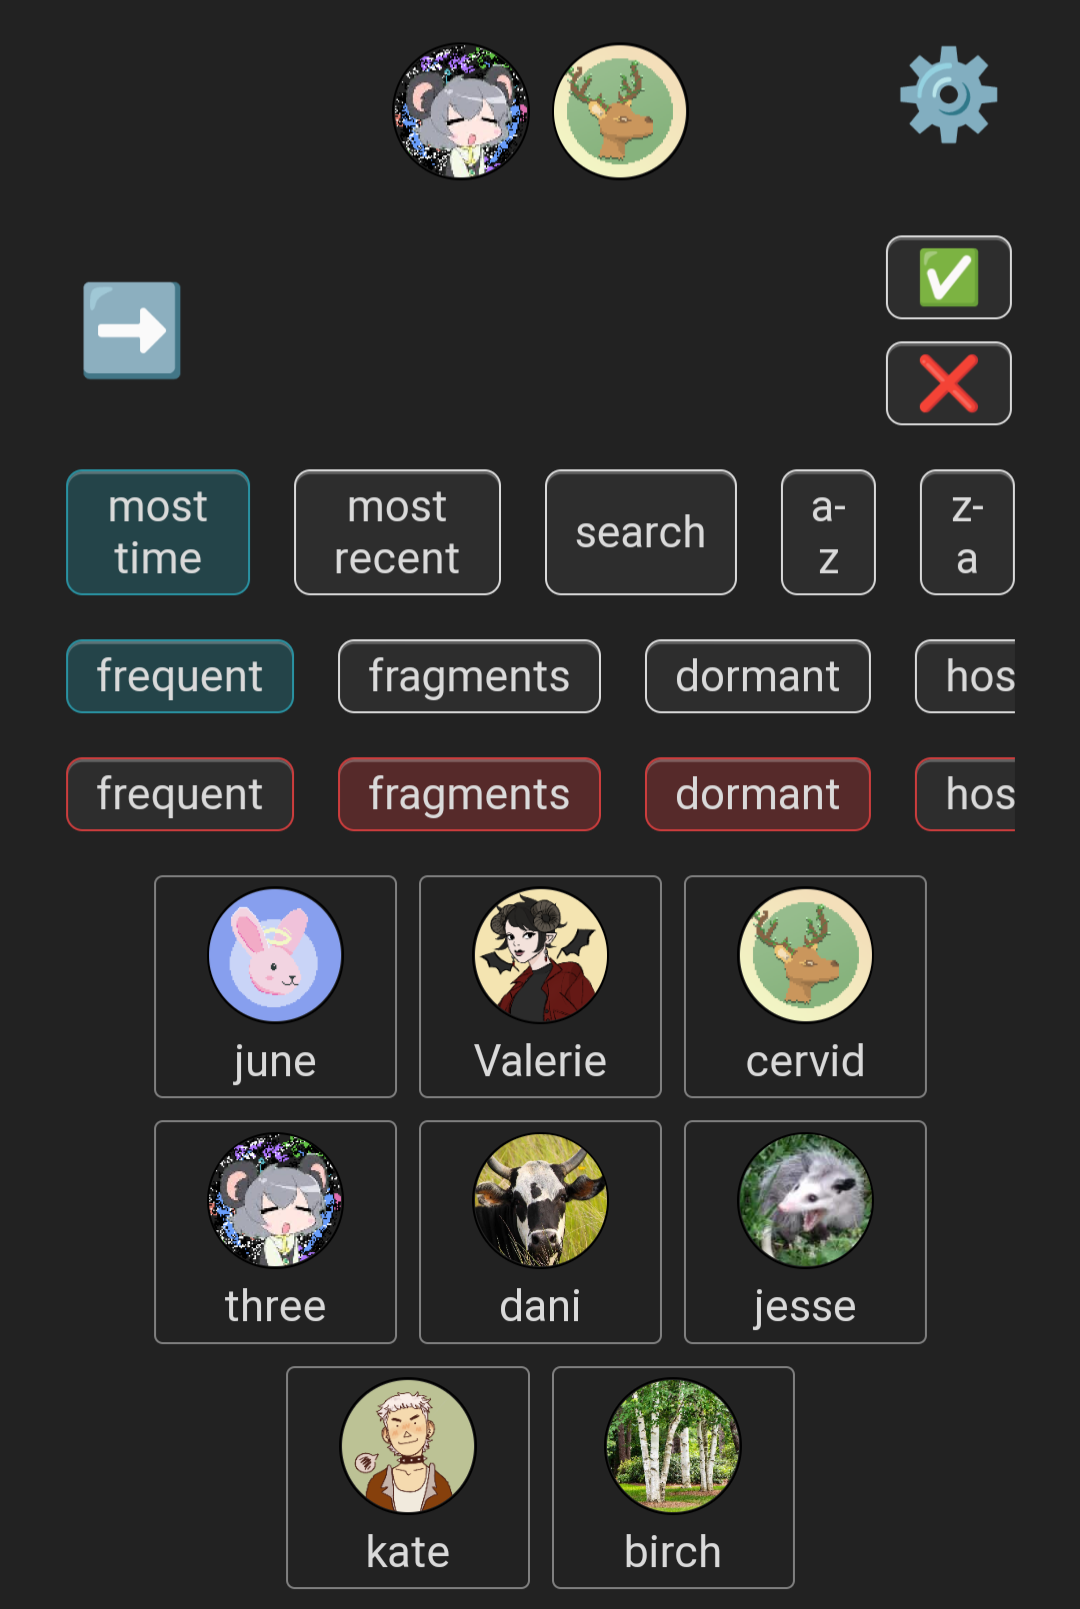 most
time
most
recent
search
a-
z
z-
a
frequent
fragments
dormant
hos
frequent
fragments
dormant
hos
june
Valerie
cervid
three
dani
jesse
kate
birch